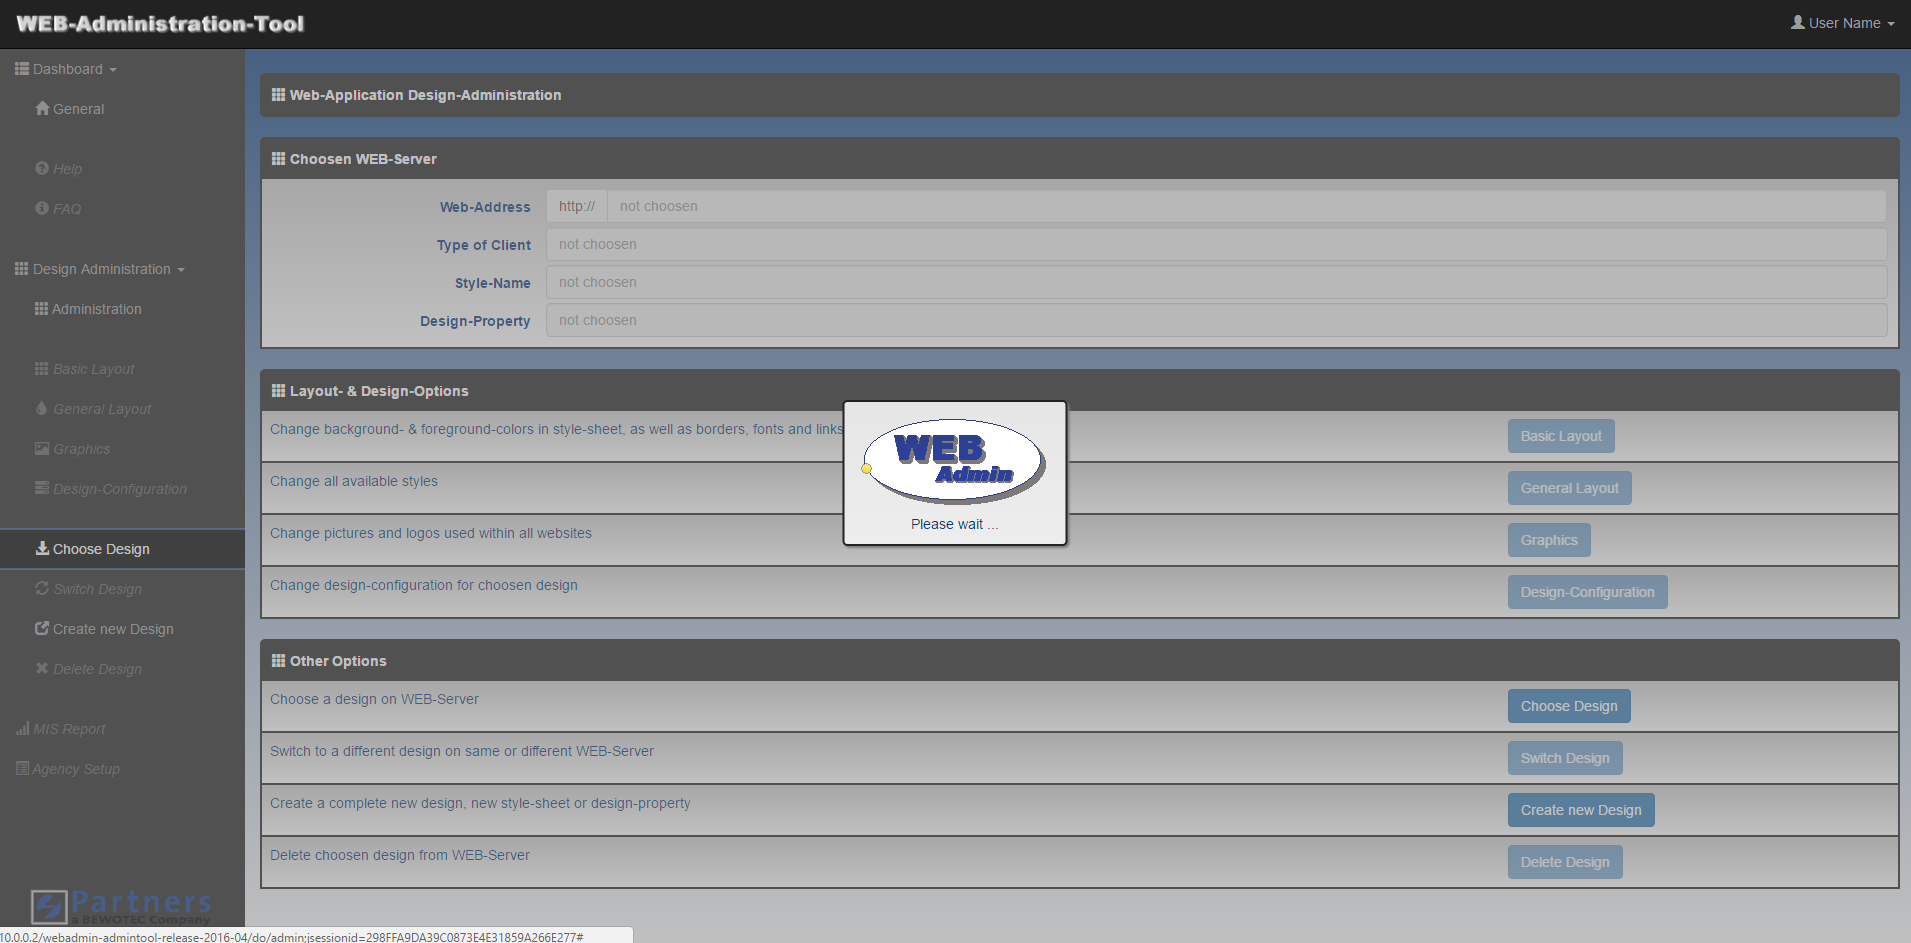 WEB-Administration-Tool
User Name
Dashboard
General
Help
FAQ
Design Administration
Administration
Basic Layout
General Layout
Graphics
Design-Configuration
Choose Design
Switch Design
Create new Design
Delete Design
MIS Report
Agency Setup
Partners
a BEWOTEC Company
Web-Application Design-Administration
Choosen WEB-Server
Web-Address http:// not choosen
Type of Client not choosen
Style-Name not choosen
Design-Property not choosen
Layout- & Design-Options
Change background- & foreground-colors in style-sheet, as well as borders, fonts and links Basic Layout
Change all available styles General Layout
Change pictures and logos used within all websites Graphics
Change design-configuration for choosen design Design-Configuration
WEB
Admin
Please wait ...
Other Options
Choose a design on WEB-Server Choose Design
Switch to a different design on same or different WEB-Server Switch Design
Create a complete new design, new style-sheet or design-property Create new Design
Delete choosen design from WEB-Server Delete Design
10.0.0.2/webadmin-admintool-release-2016-04/do/admin;jsessionid=298FFA9DA39C0873E4E31859A266E277#